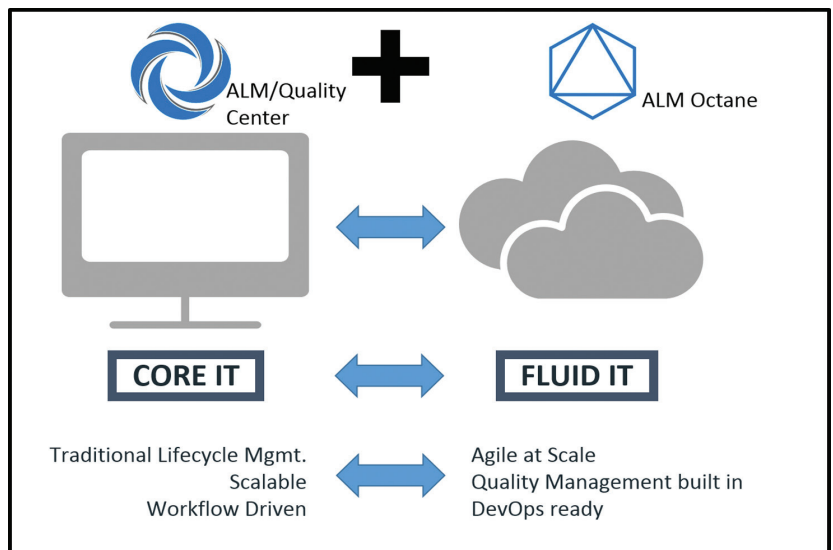 ALM/Quality
Center
ALM Octane
CORE IT
FLUID IT
Traditional Lifecycle Mgmt.
Scalable
Workflow Driven
Agile at Scale
Quality Management built in
DevOps ready